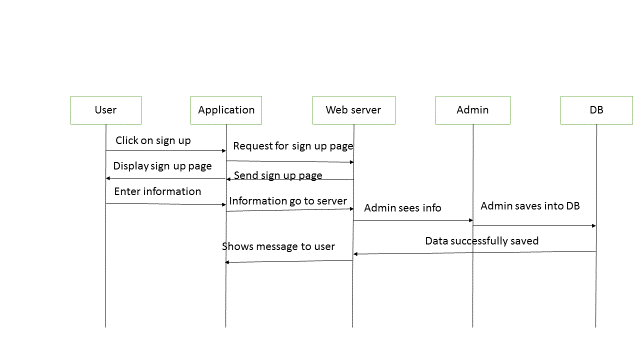 User
Application
Web server
Admin
DB
Click on sign up
Request for sign up page
Display sign up page
Send sign up page
Enter information
Information go to server
Admin sees info
Admin saves into DB
Shows message to user
Data successfully saved